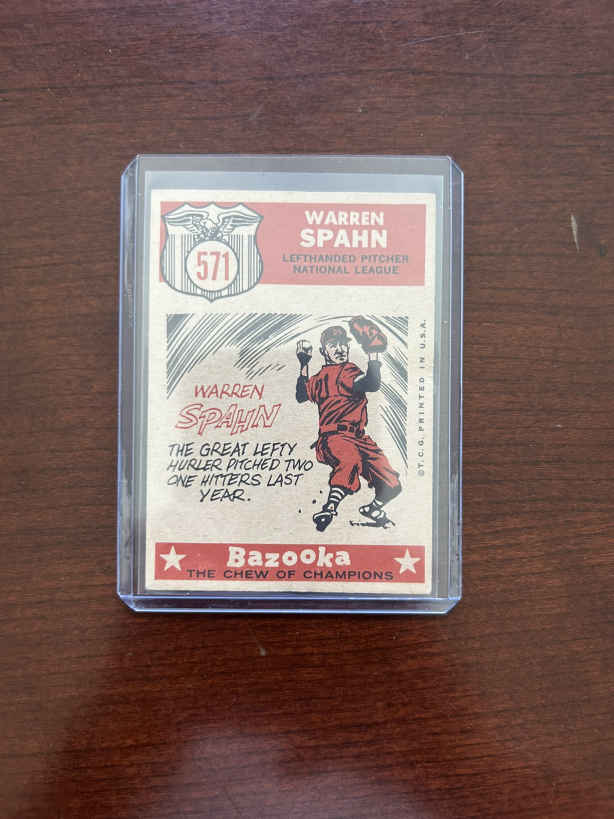 571
WARREN
SPAHN
LEFTHANDED PITCHER
NATIONAL LEAGUE
WARREN
SPAHN
THE GREAT LEFTY
HURLER PITCHED TWO
ONE HITTERS LAST
YEAR.
©T.C.G. PRINTED IN U.S.A.
Bazooka
THE CHEW OF CHAMPIONS